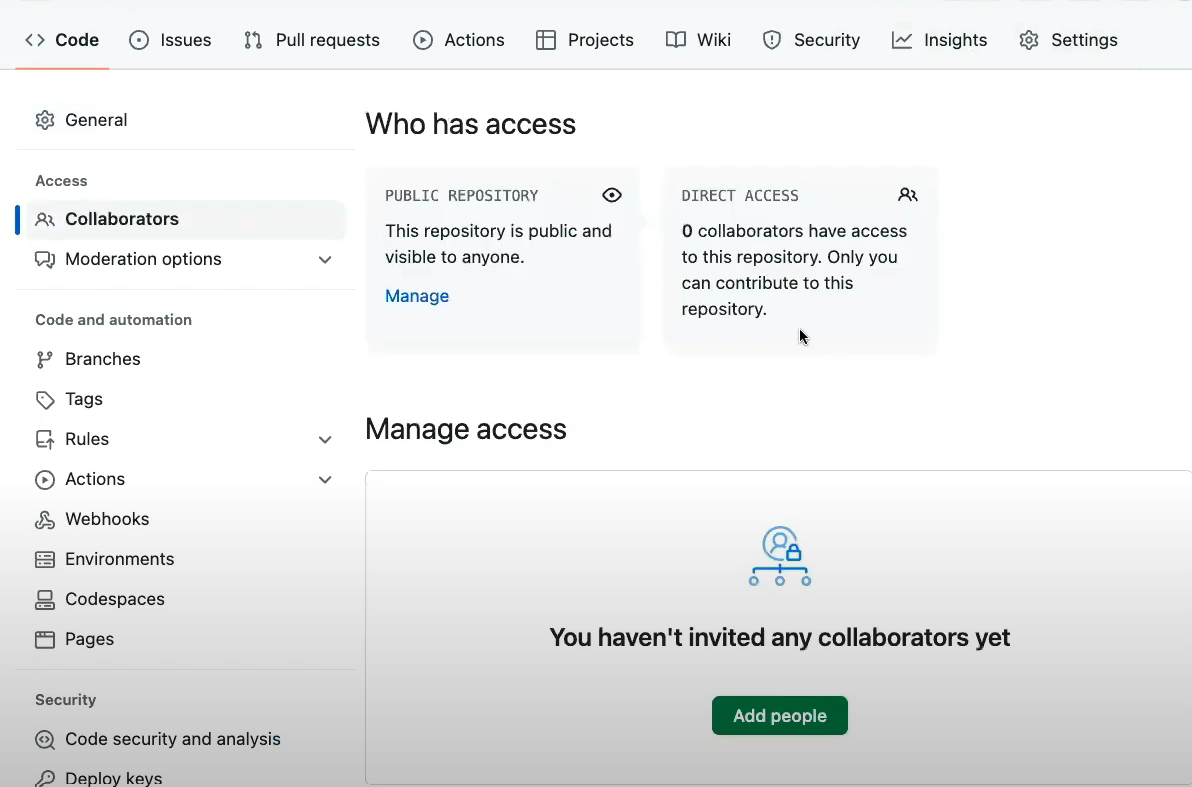 Code Issues Pull requests Actions Projects Wiki Security Insights Settings
General
Access
Collaborators
Moderation options
Code and automation
Branches
Tags
Rules
Actions
Webhooks
Environments
Codespaces
Pages
Security
Code security and analysis
Deploy keys
Who has access
PUBLIC REPOSITORY
This repository is public and
visible to anyone.
Manage
DIRECT ACCESS
0 collaborators have access
to this repository. Only you
can contribute to this
repository.
Manage access
You haven't invited any collaborators yet
Add people